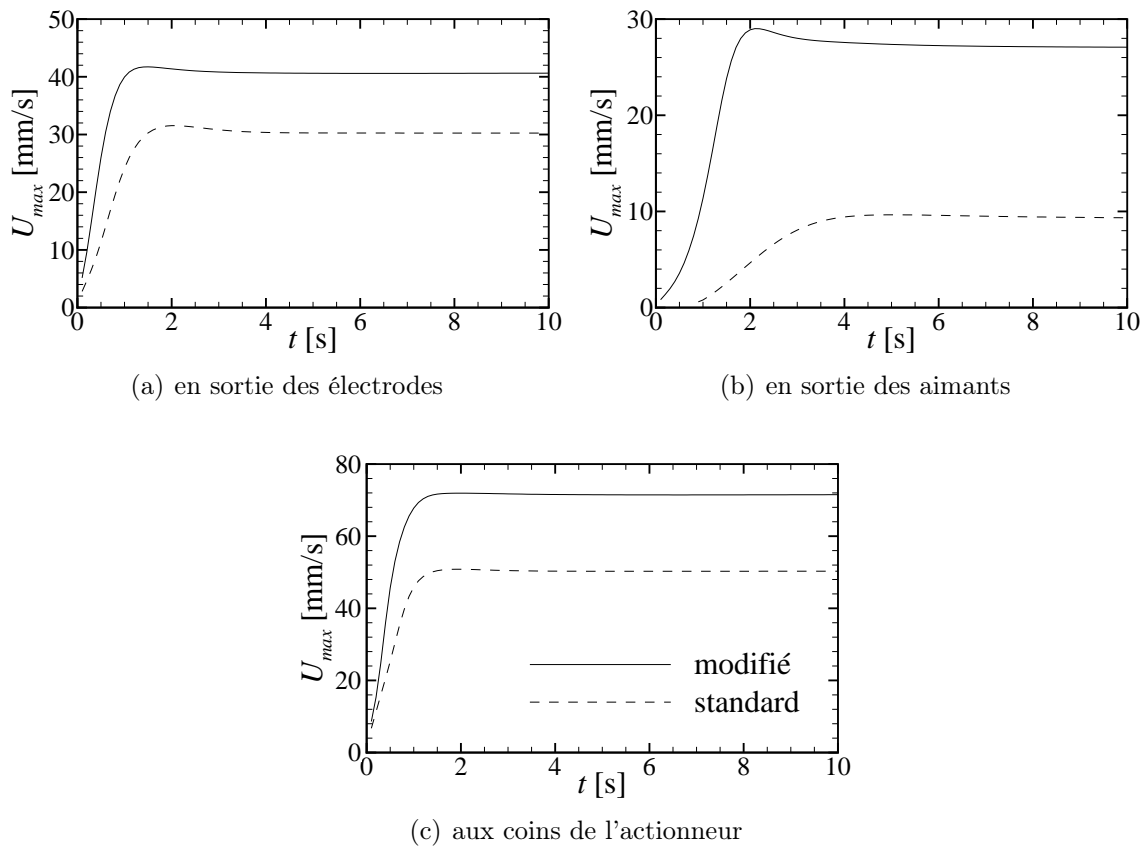 50
40
30
20
10
0
0 2 4 6 8 10
U_max [mm/s]
t [s]
(a) en sortie des électrodes
30
20
10
0
0 2 4 6 8 10
U_max [mm/s]
t [s]
(b) en sortie des aimants
80
60
40
20
0
0 2 4 6 8 10
U_max [mm/s]
t [s]
modifié
standard
(c) aux coins de l'actionneur